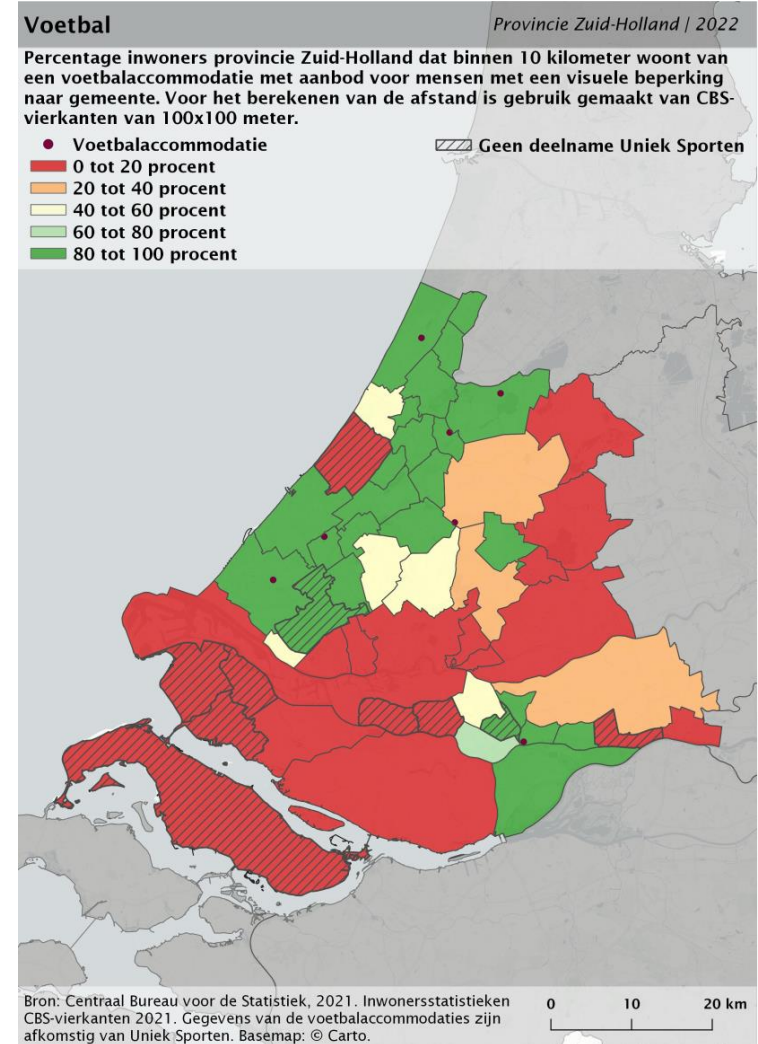 Voetbal
Provincie Zuid-Holland | 2022
Percentage inwoners provincie Zuid-Holland dat binnen 10 kilometer woont van
een voetbalaccommodatie met aanbod voor mensen met een visuele beperking
naar gemeente. Voor het berekenen van de afstand is gebruik gemaakt van CBS-
vierkanten van 100x100 meter.
Voetbalaccommodatie
Geen deelname Uniek Sporten
0 tot 20 procent
20 tot 40 procent
40 tot 60 procent
60 tot 80 procent
80 tot 100 procent
Bron: Centraal Bureau voor de Statistiek, 2021. Inwonersstatistieken
CBS-vierkanten 2021. Gegevens van de voetbalaccommodaties zijn
afkomstig van Uniek Sporten. Basemap: © Carto.
0 10 20 km